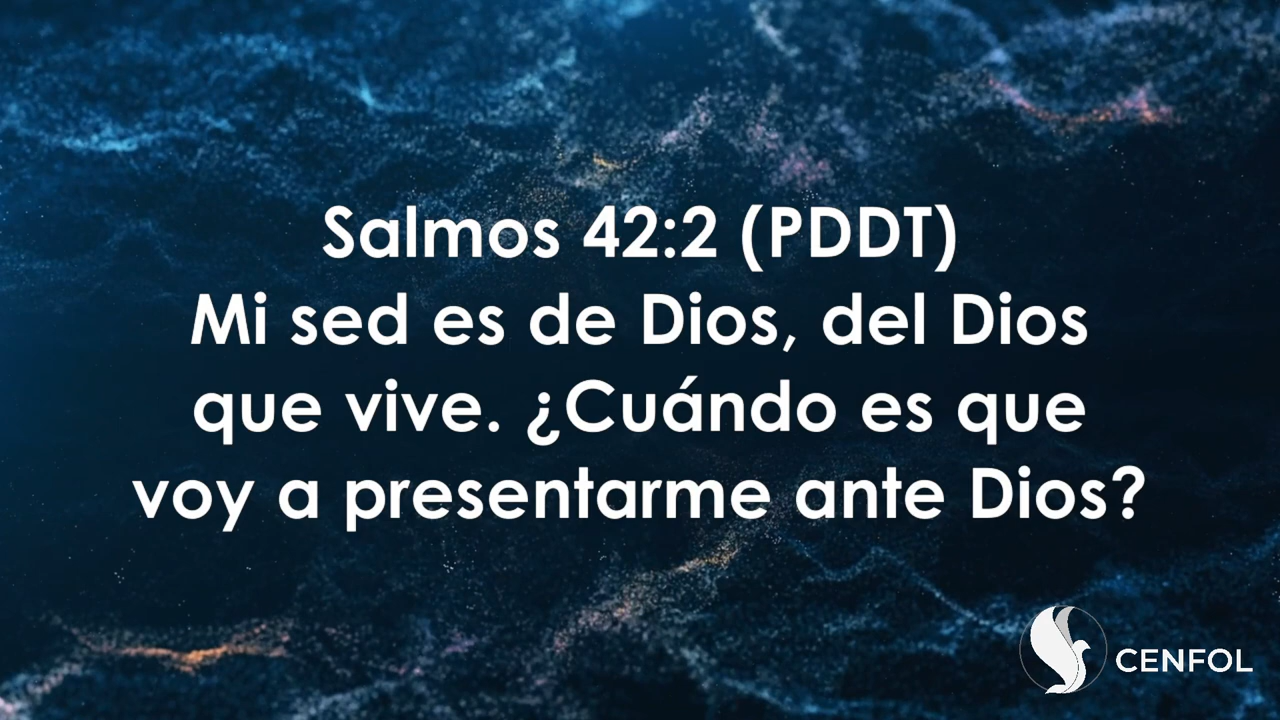 Salmos 42:2 (PDDT)
Mi sed es de Dios, del Dios
que vive. ¿Cuándo es que
voy a presentarme ante Dios?
CENFOL